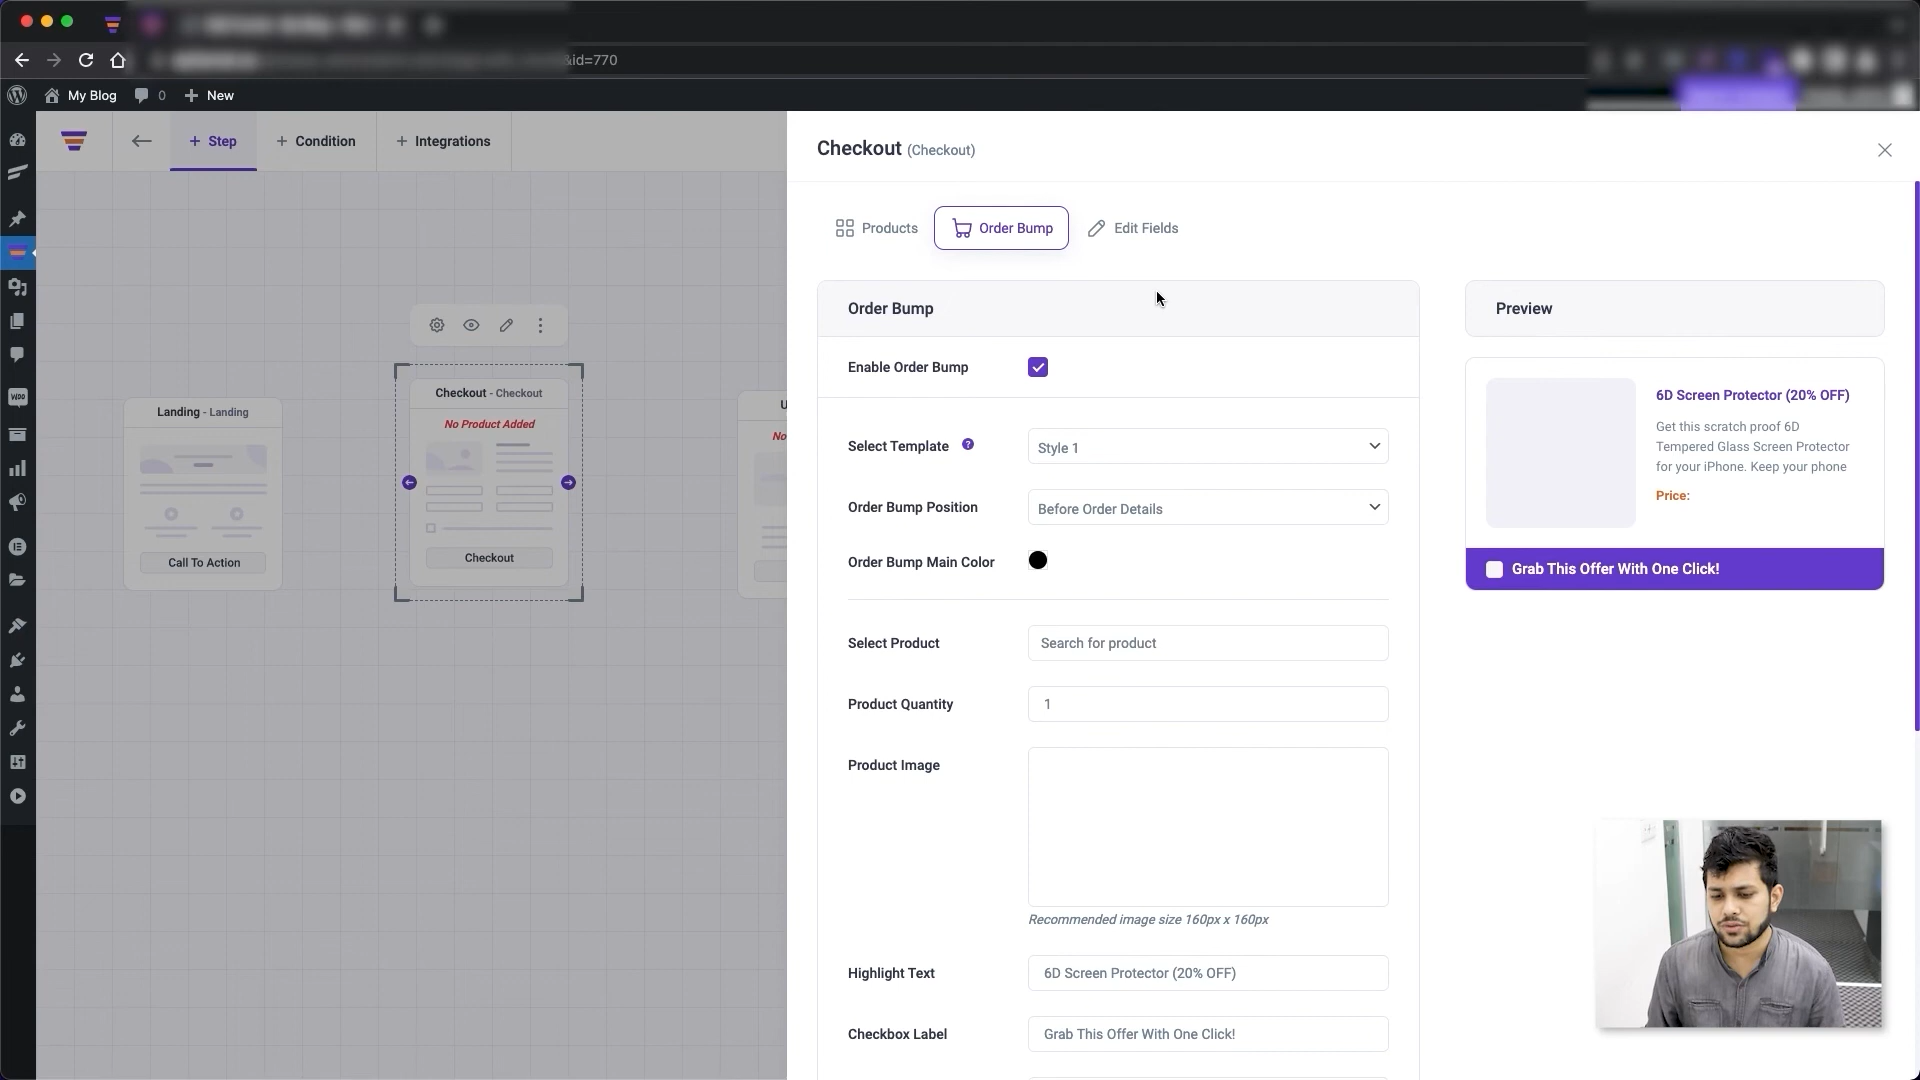 &id=770
My Blog
0
New
Step
Condition
Integrations
Checkout (Checkout)
Products
Order Bump
Edit Fields
Order Bump
Preview
Enable Order Bump
Select Template ?
Style 1
Order Bump Position
Before Order Details
Order Bump Main Color
Select Product
Search for product
Product Quantity
1
Product Image
Recommended image size 160px x 160px
Highlight Text
6D Screen Protector (20% OFF)
Checkbox Label
Grab This Offer With One Click!
6D Screen Protector (20% OFF)
Get this scratch proof 6D
Tempered Glass Screen Protector
for your iPhone. Keep your phone
Price:
Grab This Offer With One Click!
Landing - Landing
Call To Action
Checkout - Checkout
No Product Added
Checkout
U
No
WOO